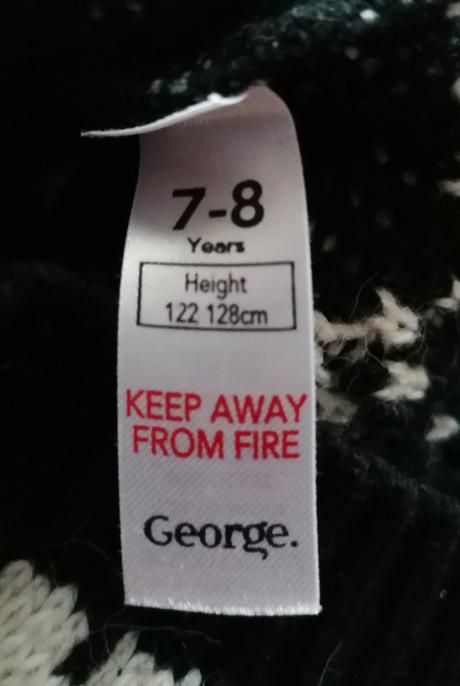 7-8
Years
Height
122 128cm
KEEP AWAY
FROM FIRE
George.